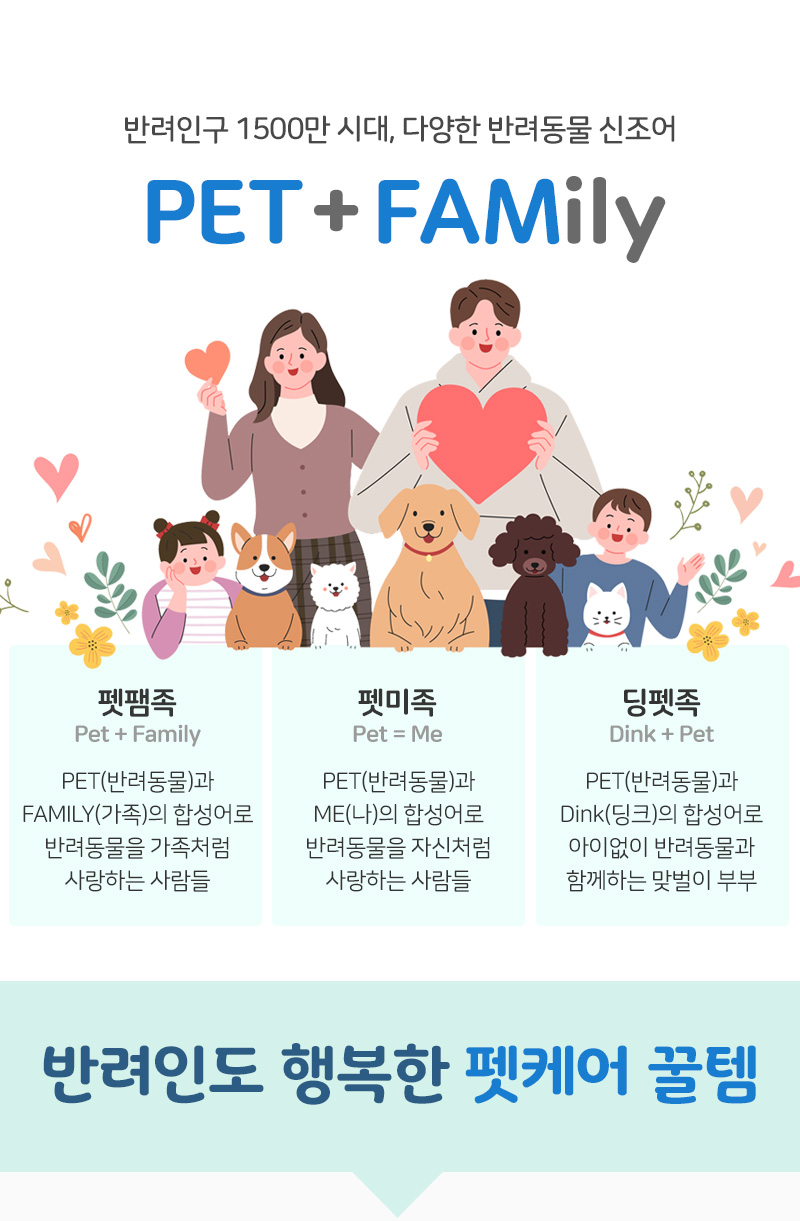 반려인구 1500만 시대, 다양한 반려동물 신조어
PET + FAMily
펫팸족
Pet + Family
PET(반려동물)과
FAMILY(가족)의 합성어로
반려동물을 가족처럼
사랑하는 사람들
펫미족
Pet = Me
PET(반려동물)과
ME(나)의 합성어로
반려동물을 자신처럼
사랑하는 사람들
딩펫족
Dink + Pet
PET(반려동물)과
Dink(딩크)의 합성어로
아이없이 반려동물과
함께하는 맞벌이 부부
반려인도 행복한 펫케어 꿀템